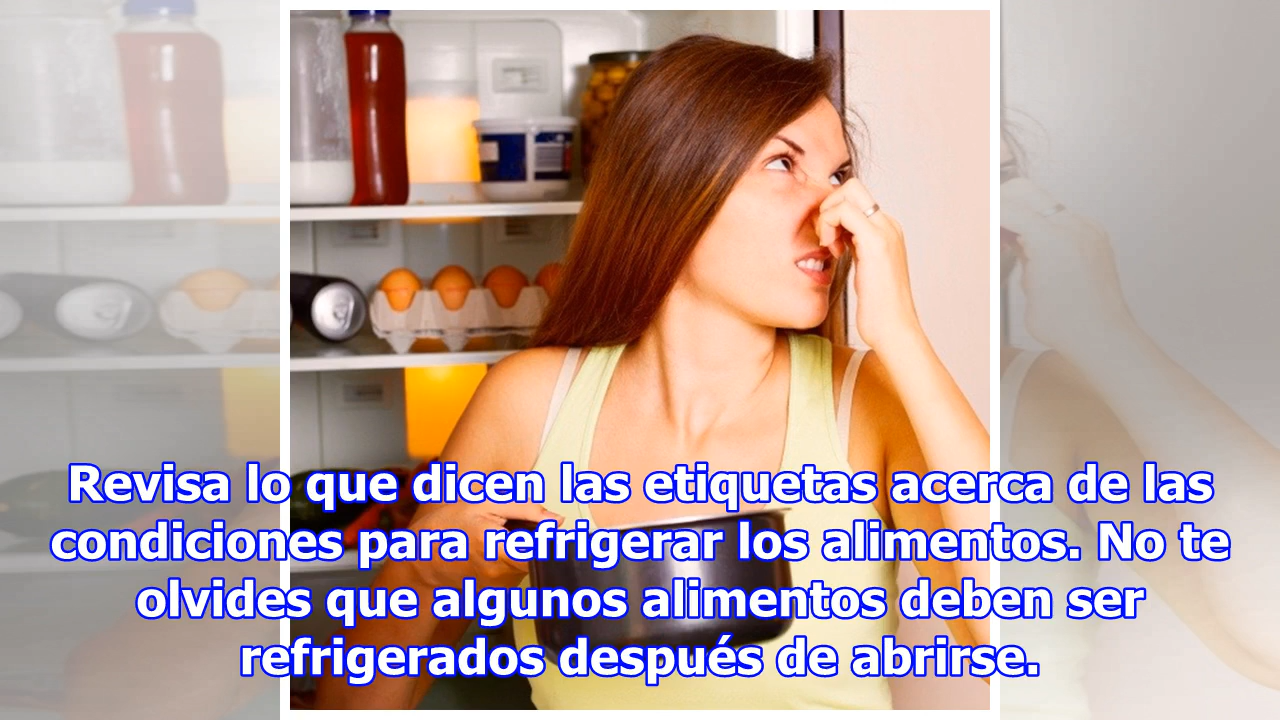 Revisa lo que dicen las etiquetas acerca de las
condiciones para refrigerar los alimentos. No te
olvides que algunos alimentos deben ser
refrigerados después de abrirse.